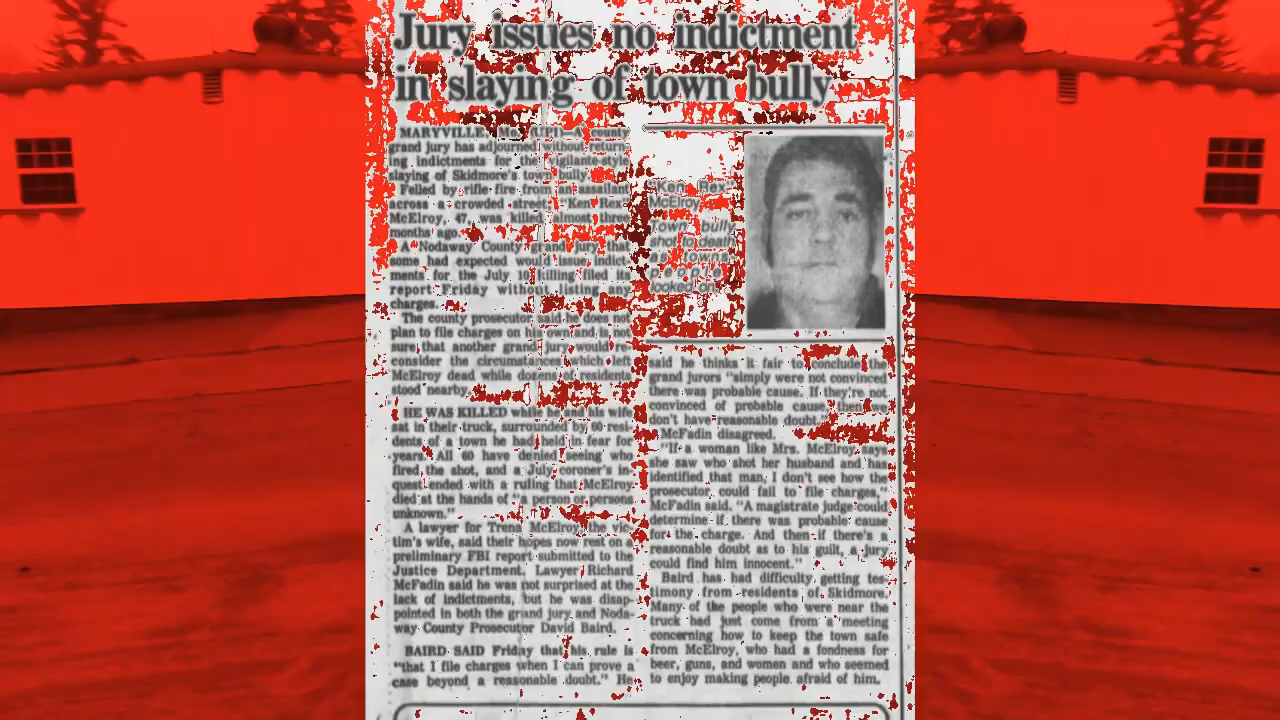 Jury issues no indictment
in slaying of town bully
MARYVILLE, Mo. (UPI)—A county
grand jury has adjourned without return-
ing indictments for the vigilante-style
slaying of Skidmore's town bully.
Felled by rifle fire from an assailant
across a crowded street, "Ken Rex"
McElroy, 47, was killed almost three
months ago.
A Nodaway County grand jury that
some had expected would issue indict-
ments for the July 10 killing filed its
report Friday without listing any
charges.
The county prosecutor said he does not
plan to file charges on his own and is not
sure that another grand jury would re-
consider the circumstances which left
McElroy dead while dozens of residents
stood nearby.
HE WAS KILLED while he and his wife
sat in their truck, surrounded by 60 resi-
dents of a town he had held in fear for
years. All 60 have denied seeing who
fired the shot, and a July coroner's in-
quest ended with a ruling that McElroy
died at the hands of "a person or persons
unknown."
A lawyer for Trena McElroy, the vic-
tim's wife, said their hopes now rest on a
preliminary FBI report submitted to the
Justice Department. Lawyer Richard
McFadin said he was not surprised at the
lack of indictments, but he was disap-
pointed in both the grand jury and Noda-
way County Prosecutor David Baird.
BAIRD SAID Friday that his rule is
"that I file charges when I can prove a
case beyond a reasonable doubt." He
"Ken Rex"
McElroy
Town bully
shot to death
as towns-
people
looked on.
said he thinks it fair to conclude the
grand jurors "simply were not convinced
there was probable cause. If they're not
convinced of probable cause, then we
don't have reasonable doubt."
McFadin disagreed.
"If a woman like Mrs. McElroy says
she saw who shot her husband and has
identified that man, I don't see how the
prosecutor could fail to file charges,"
McFadin said. "A magistrate judge could
determine if there was probable cause
for the charge. And then if there's a
reasonable doubt as to his guilt, a jury
could find him innocent."
Baird has had difficulty getting tes-
timony from residents of Skidmore.
Many of the people who were near the
truck had just come from a meeting
concerning how to keep the town safe
from McElroy, who had a fondness for
beer, guns, and women and who seemed
to enjoy making people afraid of him.